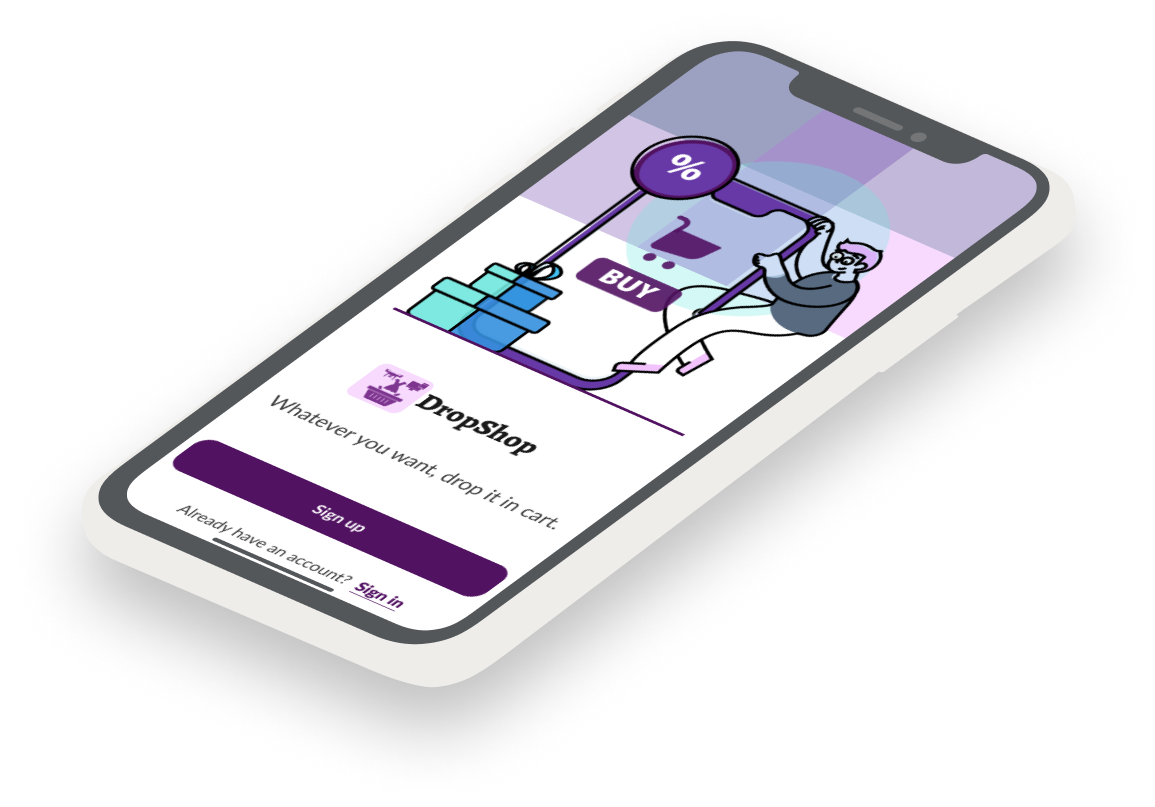 %
BUY
DropShop
Whatever you want, drop it in cart.
Sign up
Already have an account? Sign in